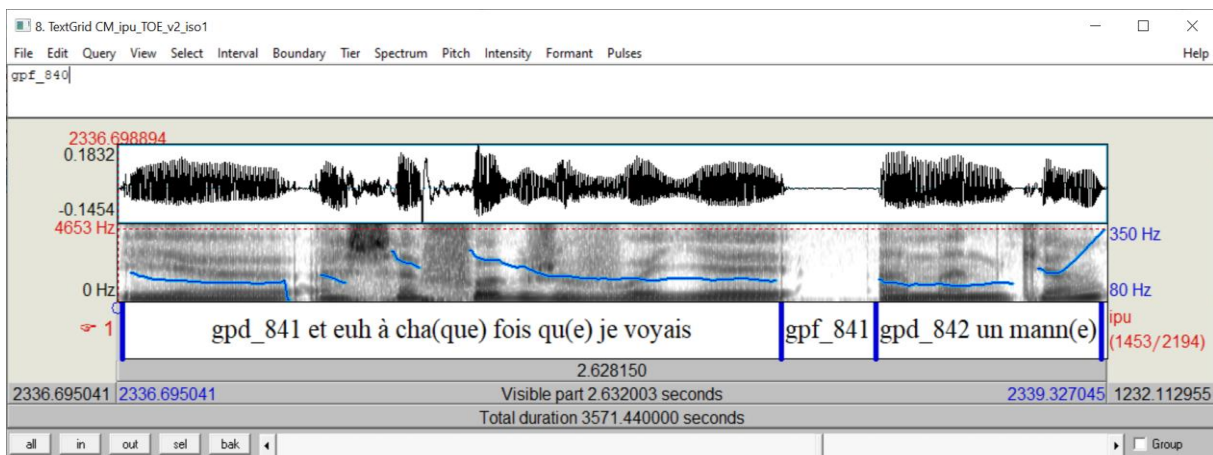 8. TextGrid CM_ipu_TOE_v2_iso1
File Edit Query View Select Interval Boundary Tier Spectrum Pitch Intensity Formant Pulses Help
gpf_840
2336.698894
0.1832
-0.1454
4653 Hz
350 Hz
0 Hz
80 Hz
1
gpd_841 et euh à cha(que) fois qu(e) je voyais
gpf_841
gpd_842 un mann(e)
ipu
(1453/2194)
2.628150
2336.695041 2336.695041 Visible part 2.632003 seconds 2339.327045 1232.112955
Total duration 3571.440000 seconds
all in out sel bak Group